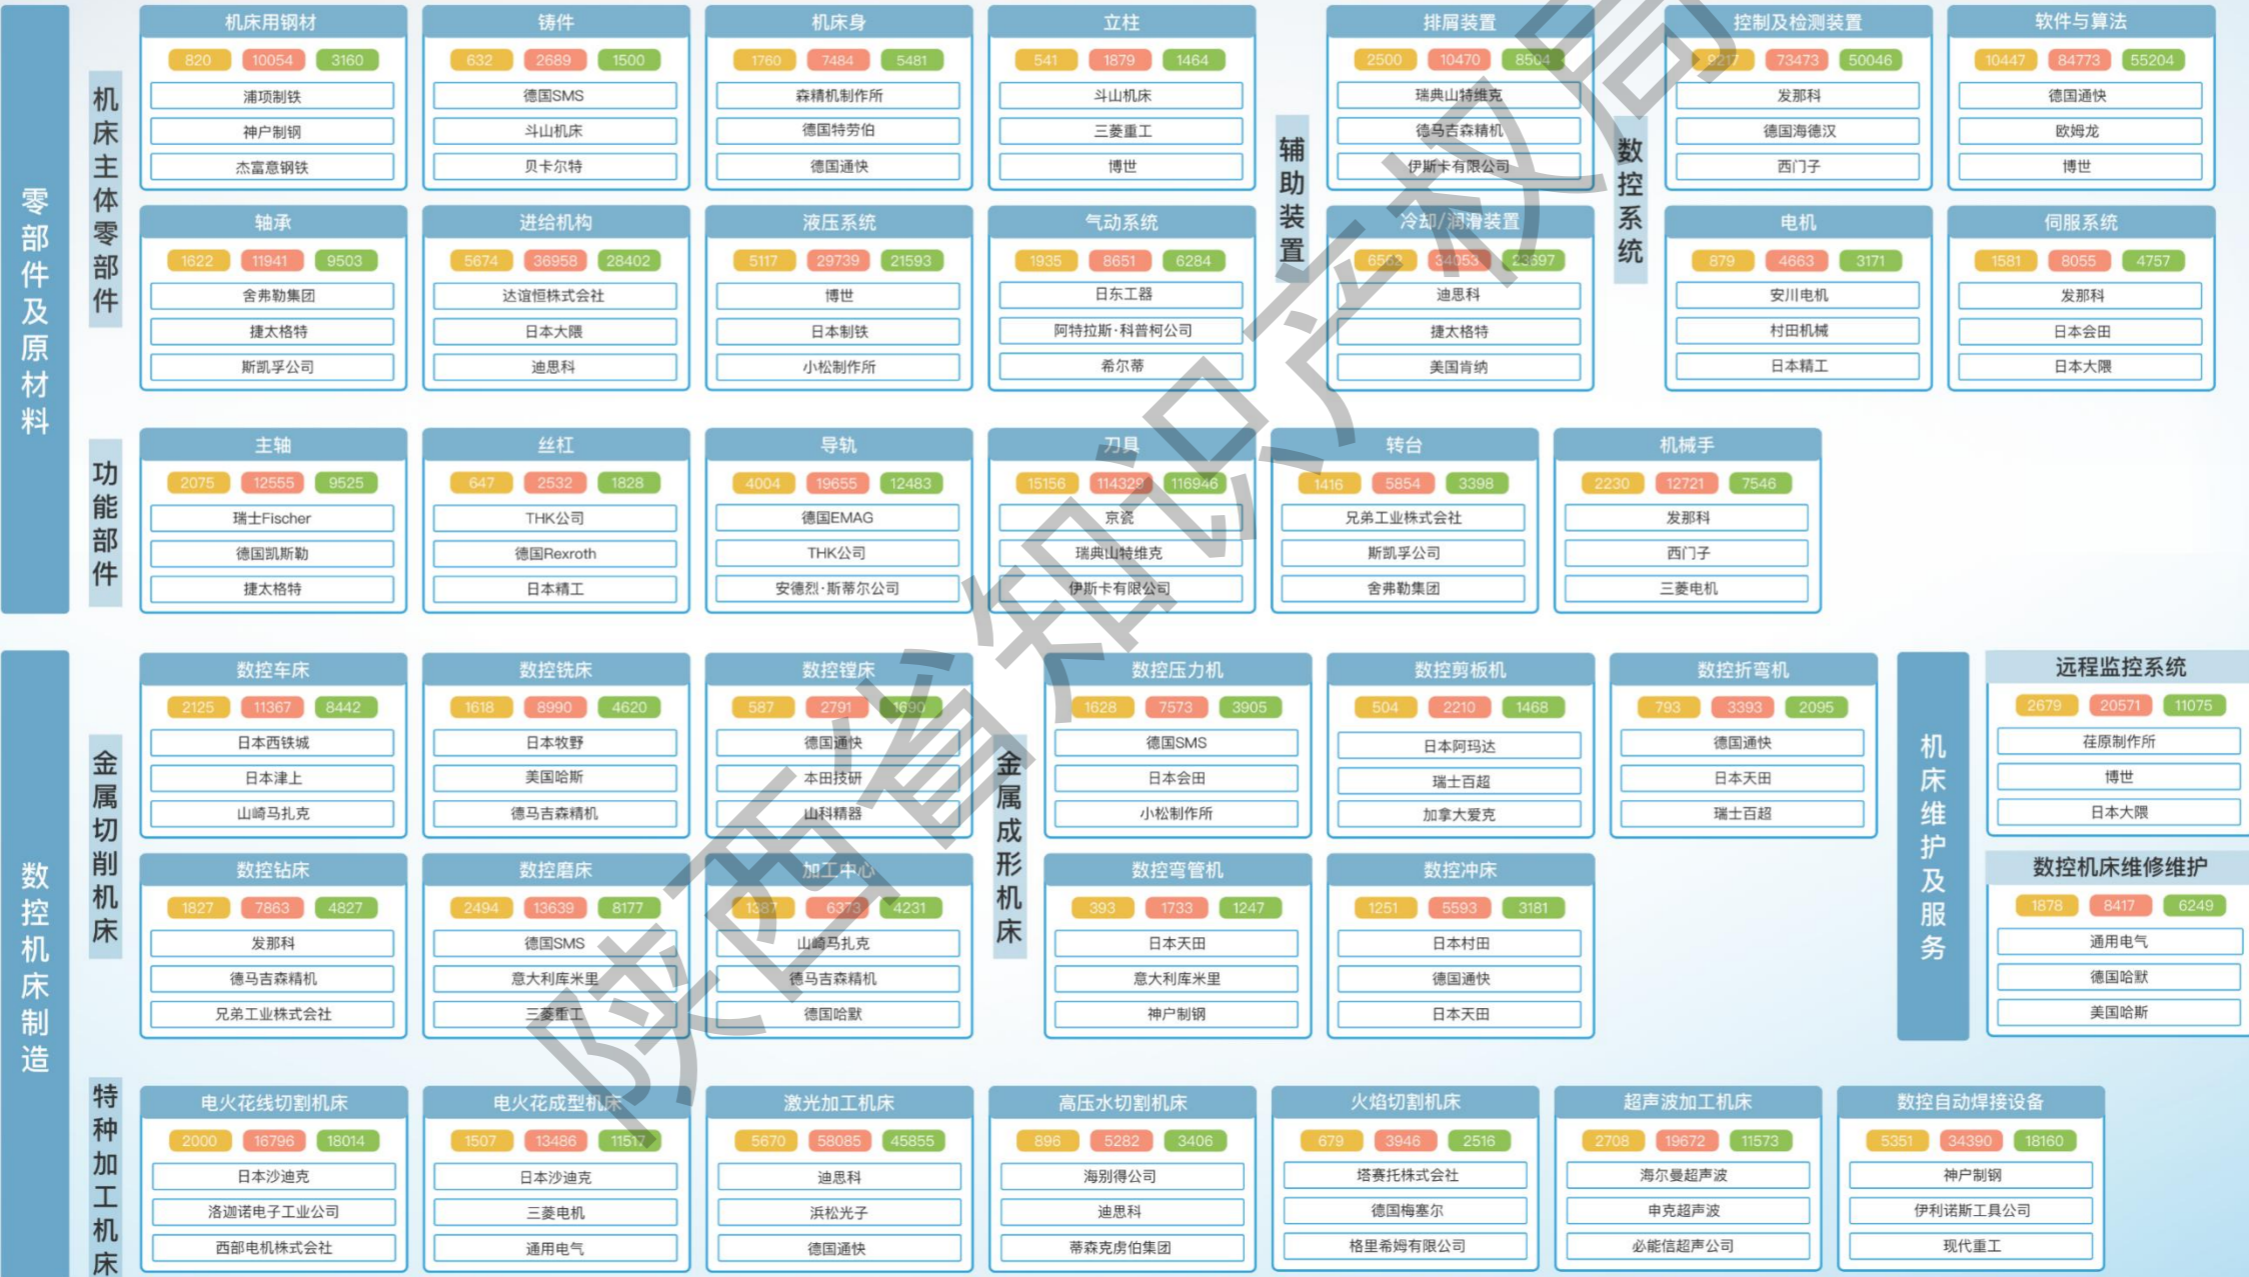 零部件及原材料
机床主体零部件
机床用钢材
820 10054 3160
浦项制铁
神户制钢
杰富意钢铁
铸件
632 2689 1500
德国SMS
斗山机床
贝卡尔特
机床身
1760 7484 5481
森精机制作所
德国特劳伯
德国通快
立柱
541 1879 1464
斗山机床
三菱重工
博世
轴承
1622 11941 9503
舍弗勒集团
捷太格特
斯凯孚公司
进给机构
5674 36958 28402
达谊恒株式会社
日本大隈
迪思科
液压系统
5117 29739 21593
博世
日本制铁
小松制作所
气动系统
1935 8651 6284
日东工器
阿特拉斯·科普柯公司
希尔蒂
辅助装置
排屑装置
2500 10470 8504
瑞典山特维克
德马吉森精机
伊斯卡有限公司
冷却/润滑装置
6552 34053 23697
迪思科
捷太格特
美国肯纳
数控系统
控制及检测装置
9217 73473 50046
发那科
德国海德汉
西门子
软件与算法
10447 84773 55204
德国通快
欧姆龙
博世
电机
879 4663 3171
安川电机
村田机械
日本精工
伺服系统
1581 8055 4757
发那科
日本会田
日本大隈
功能部件
主轴
2075 12555 9525
瑞士Fischer
德国凯斯勒
捷太格特
丝杠
647 2532 1828
THK公司
德国Rexroth
日本精工
导轨
4004 19655 12483
德国EMAG
THK公司
安德烈·斯蒂尔公司
刀具
15156 114329 116946
京瓷
瑞典山特维克
伊斯卡有限公司
转台
1416 5854 3398
兄弟工业株式会社
斯凯孚公司
舍弗勒集团
机械手
2230 12721 7546
发那科
西门子
三菱电机
数控机床制造
金属切削机床
数控车床
2125 11367 8442
日本西铁城
日本津上
山崎马扎克
数控铣床
1618 8990 4620
日本牧野
美国哈斯
德马吉森精机
数控镗床
587 2791 1690
德国通快
本田技研
山科精器
数控钻床
1827 7863 4827
发那科
德马吉森精机
兄弟工业株式会社
数控磨床
2494 13639 8177
德国SMS
意大利库米里
三菱重工
加工中心
1387 6373 4231
山崎马扎克
德马吉森精机
德国哈默
金属成形机床
数控压力机
1628 7573 3905
德国SMS
日本会田
小松制作所
数控剪板机
504 2210 1468
日本阿玛达
瑞士百超
加拿大爱克
数控折弯机
793 3393 2095
德国通快
日本天田
瑞士百超
数控弯管机
393 1733 1247
日本天田
意大利库米里
神户制钢
数控冲床
1251 5593 3181
日本村田
德国通快
日本天田
机床维护及服务
远程监控系统
2679 20571 11075
荏原制作所
博世
日本大隈
数控机床维修维护
1878 8417 6249
通用电气
德国哈默
美国哈斯
特种加工机床
电火花线切割机床
2000 16796 18014
日本沙迪克
洛迦诺电子工业公司
西部电机株式会社
电火花成型机床
1507 13486 11517
日本沙迪克
三菱电机
通用电气
激光加工机床
5670 58085 45855
迪思科
浜松光子
德国通快
高压水切割机床
896 5282 3406
海别得公司
迪思科
蒂森克虏伯集团
火焰切割机床
679 3946 2516
塔赛托株式会社
德国梅塞尔
格里希姆有限公司
超声波加工机床
2708 19672 11573
海尔曼超声波
申克超声波
必能信超声公司
数控自动焊接设备
5351 34390 18160
神户制钢
伊利诺斯工具公司
现代重工
陕西省知识产权局